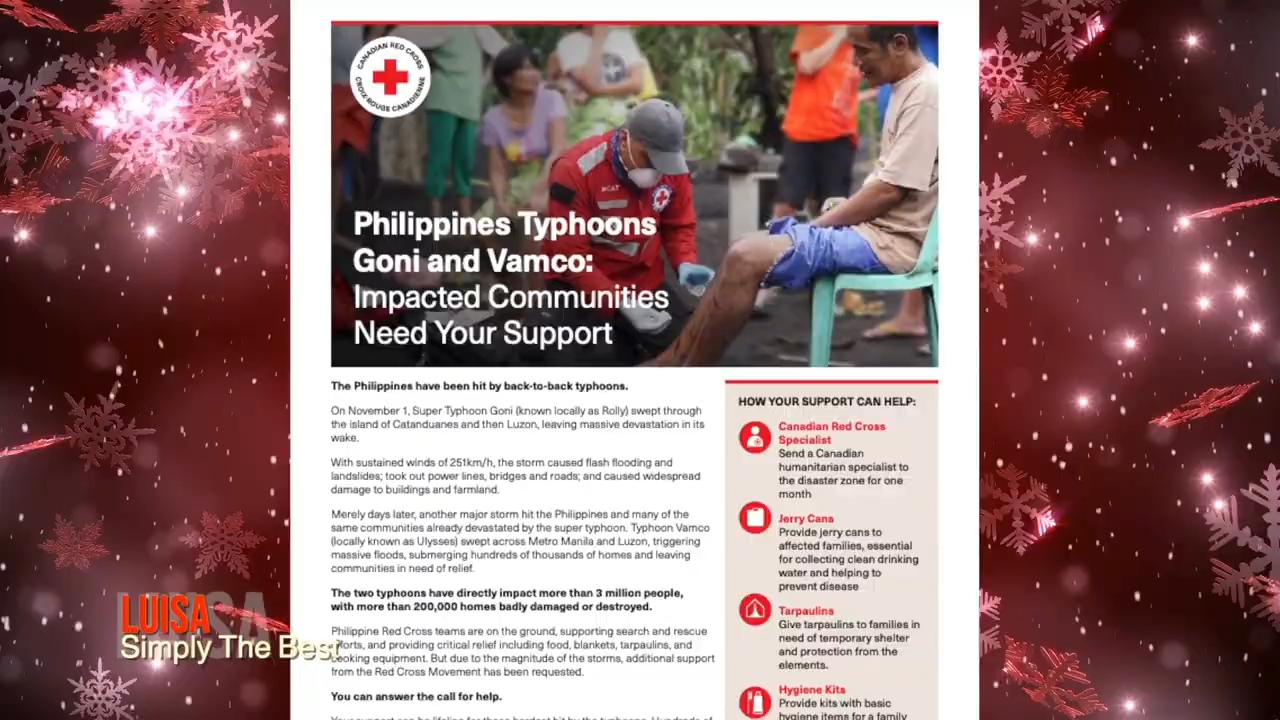 CANADIAN RED CROSS
CROIX-ROUGE CANADIENNE
Philippines Typhoons
Goni and Vamco:
Impacted Communities
Need Your Support
The Philippines have been hit by back-to-back typhoons.
On November 1, Super Typhoon Goni (known locally as Rolly) swept through
the island of Catanduanes and then Luzon, leaving massive devastation in its
wake.
With sustained winds of 251km/h, the storm caused flash flooding and
landslides; took out power lines, bridges and roads; and caused widespread
damage to buildings and farmland.
Merely days later, another major storm hit the Philippines and many of the
same communities already devastated by the super typhoon. Typhoon Vamco
(locally known as Ulysses) swept across Metro Manila and Luzon, triggering
massive floods, submerging hundreds of thousands of homes and leaving
communities in need of relief.
The two typhoons have directly impact more than 3 million people,
with more than 200,000 homes badly damaged or destroyed.
Philippine Red Cross teams are on the ground, supporting search and rescue
efforts, and providing critical relief including food, blankets, tarpaulins, and
cooking equipment. But due to the magnitude of the storms, additional support
from the Red Cross Movement has been requested.
You can answer the call for help.
HOW YOUR SUPPORT CAN HELP:
Canadian Red Cross
Specialist
Send a Canadian
humanitarian specialist to
the disaster zone for one
month
Jerry Cans
Provide jerry cans to
affected families, essential
for collecting clean drinking
water and helping to
prevent disease
Tarpaulins
Give tarpaulins to families in
need of temporary shelter
and protection from the
elements.
Hygiene Kits
Provide kits with basic
hygiene items for a family
LUISA
Simply The Best